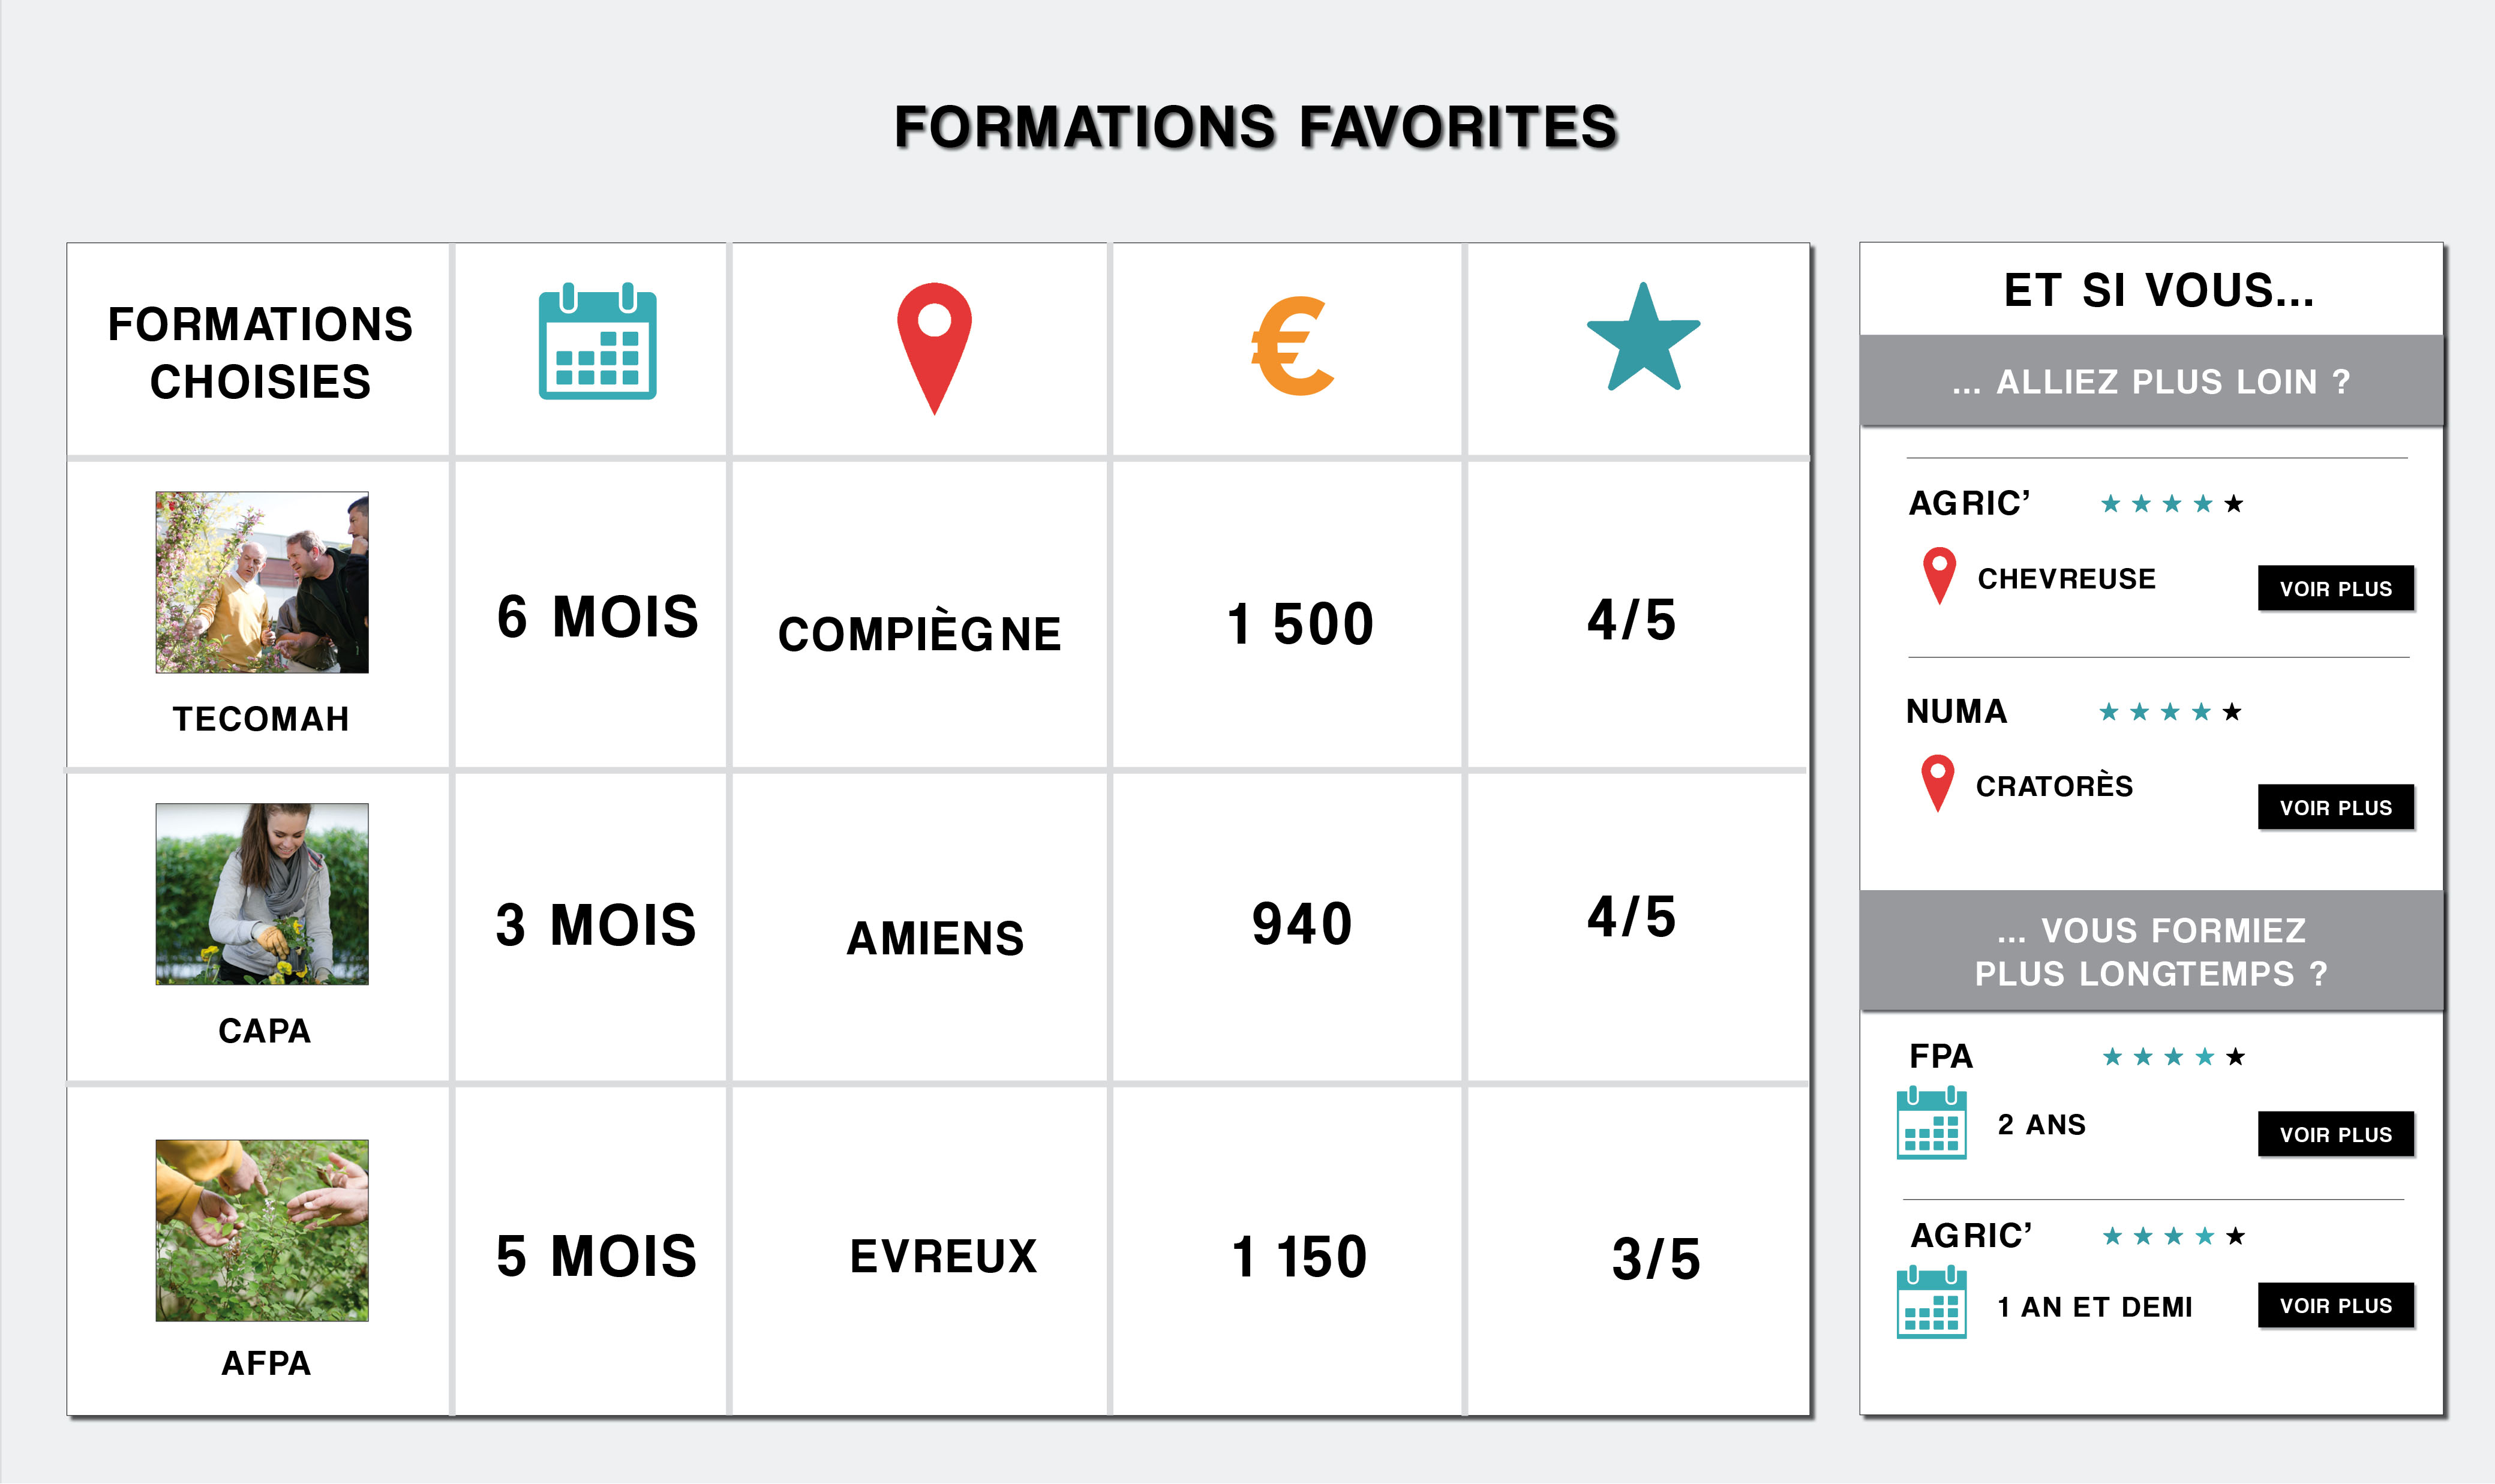 FORMATIONS FAVORITES
FORMATIONS
CHOISIES
€
TECOMAH
6 MOIS
COMPIÈGNE
1 500
4/5
CAPA
3 MOIS
AMIENS
940
4/5
AFPA
5 MOIS
EVREUX
1 150
3/5
ET SI VOUS...
... ALLIEZ PLUS LOIN ?
AGRIC’
CHEVREUSE
VOIR PLUS
NUMA
CRATORÈS
VOIR PLUS
... VOUS FORMIEZ
PLUS LONGTEMPS ?
FPA
2 ANS
VOIR PLUS
AGRIC’
1 AN ET DEMI
VOIR PLUS